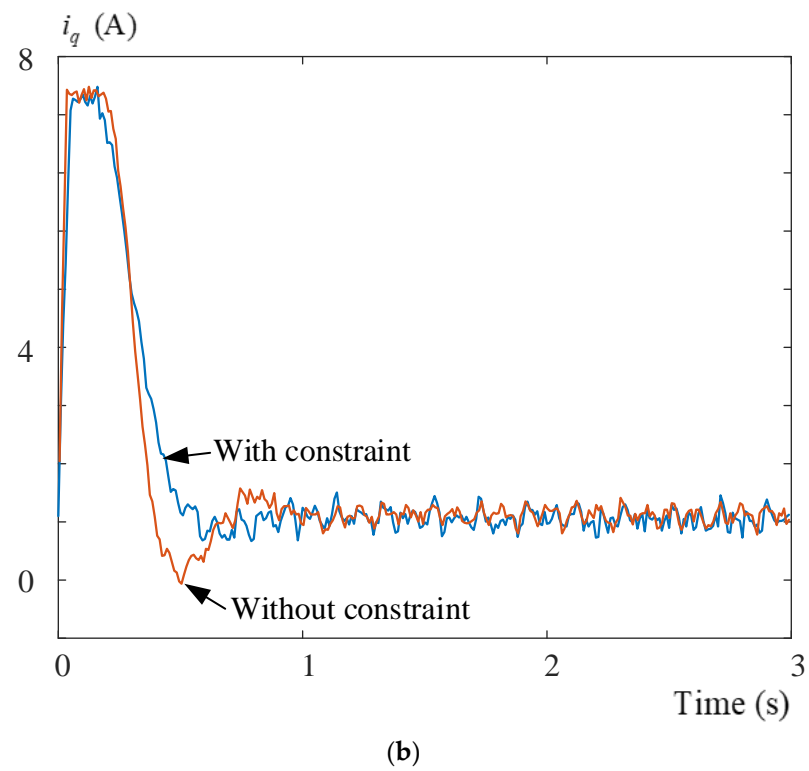 i_q (A)
8
4
With constraint
0
Without constraint
0 1 2 3
Time (s)
(b)